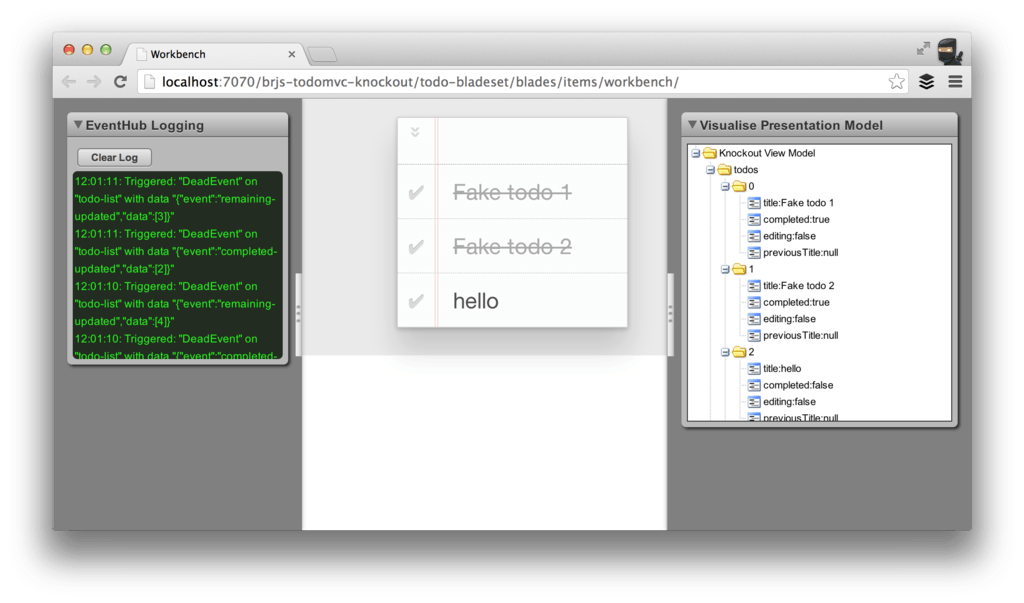 Workbench
localhost:7070/brjs-todomvc-knockout/todo-bladeset/blades/items/workbench/
EventHub Logging
Clear Log
12:01:11: Triggered: "DeadEvent" on
"todo-list" with data "{"event":"remaining-
updated","data":[3]}"
12:01:11: Triggered: "DeadEvent" on
"todo-list" with data "{"event":"completed-
updated","data":[2]}"
12:01:10: Triggered: "DeadEvent" on
"todo-list" with data "{"event":"remaining-
updated","data":[4]}"
12:01:10: Triggered: "DeadEvent" on
"todo-list" with data "{"event":"completed-
Fake todo 1
Fake todo 2
hello
Visualise Presentation Model
Knockout View Model
todos
0
title:Fake todo 1
completed:true
editing:false
previousTitle:null
1
title:Fake todo 2
completed:true
editing:false
previousTitle:null
2
title:hello
completed:false
editing:false
previousTitle:null